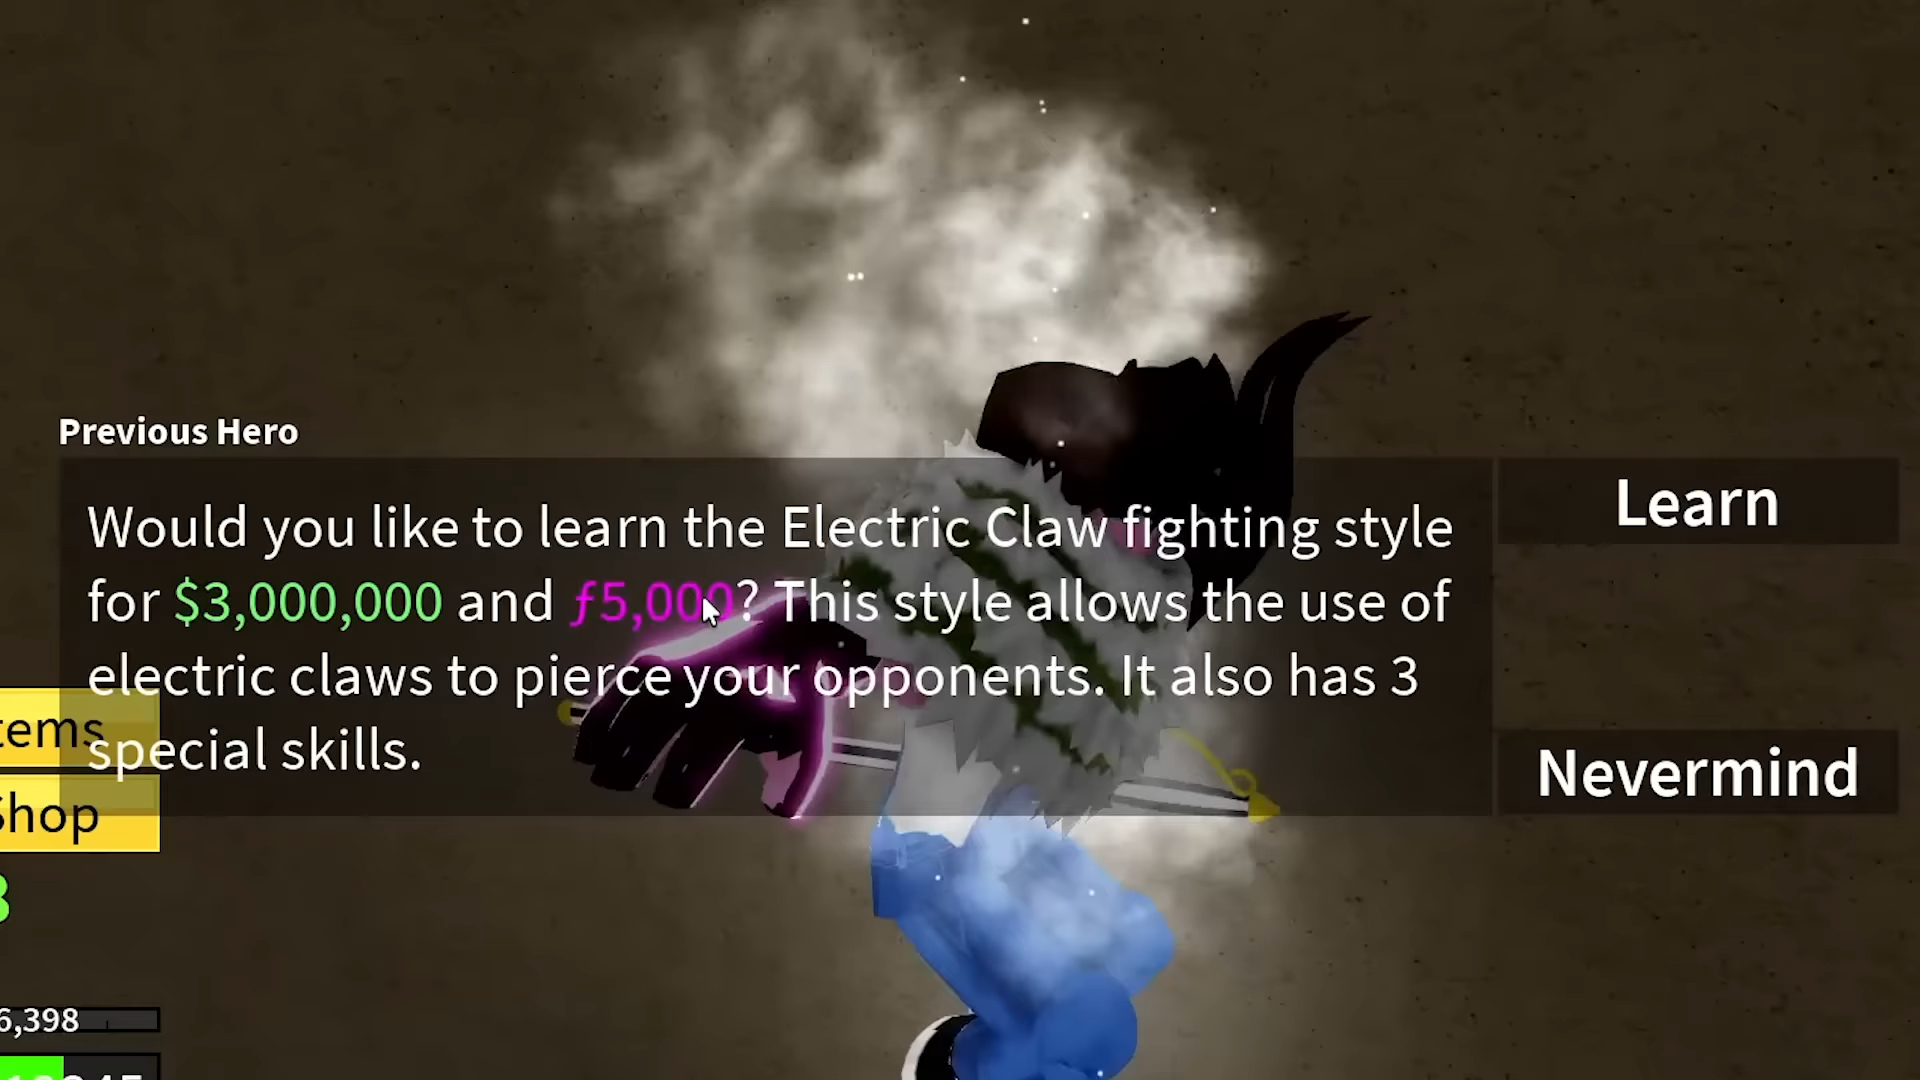 Previous Hero
Would you like to learn the Electric Claw fighting style
for $3,000,000 and ƒ5,000? This style allows the use of
electric claws to pierce your opponents. It also has 3
special skills.
Learn
Nevermind
tems
Shop
3
6,398